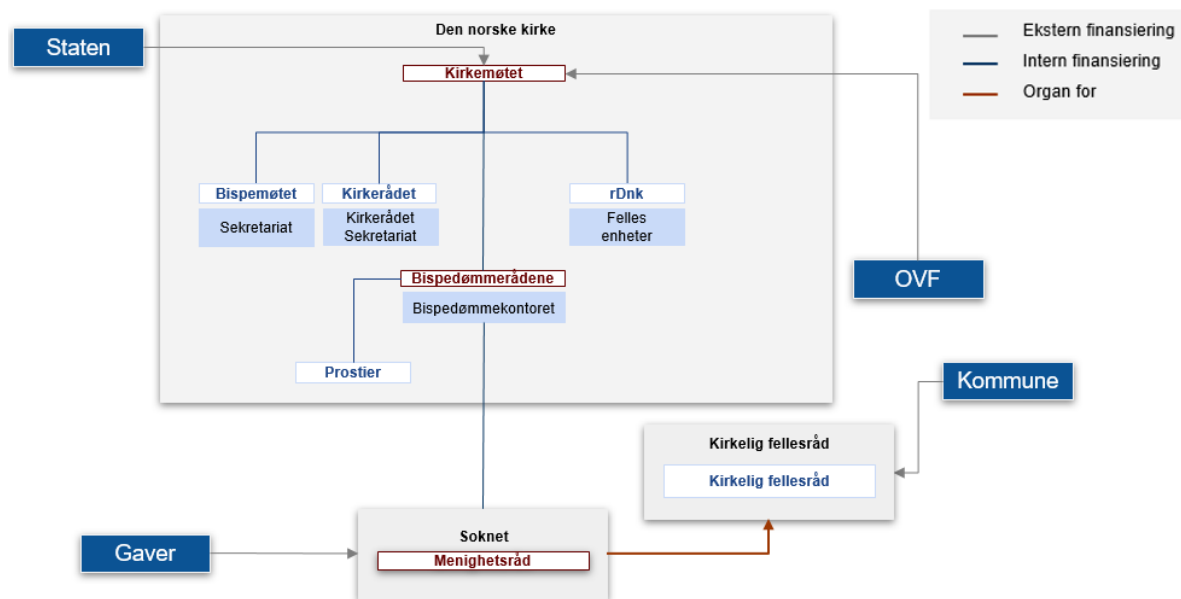 Den norske kirke
Staten
Kirkemøtet
Ekstern finansiering
Intern finansiering
Organ for
Bispemøtet
Sekretariat
Kirkerådet
Kirkerådet
Sekretariat
rDnk
Felles
enheter
Bispedømmerådene
Bispedømmekontoret
OVF
Prostier
Kommune
Kirkelig fellesråd
Kirkelig fellesråd
Gaver
Soknet
Menighetsråd